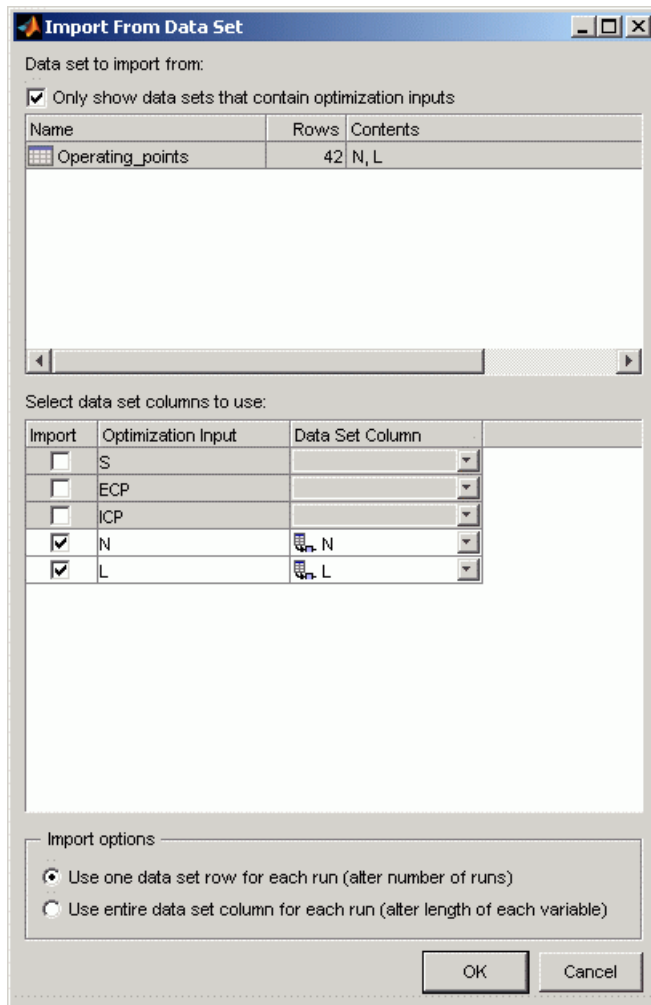 Import From Data Set
Data set to import from:
Only show data sets that contain optimization inputs
Name Rows Contents
Operating_points 42 N, L
Select data set columns to use:
Import Optimization Input Data Set Column
S
ECP
ICP
N N
L L
Import options
Use one data set row for each run (alter number of runs)
Use entire data set column for each run (alter length of each variable)
OK Cancel